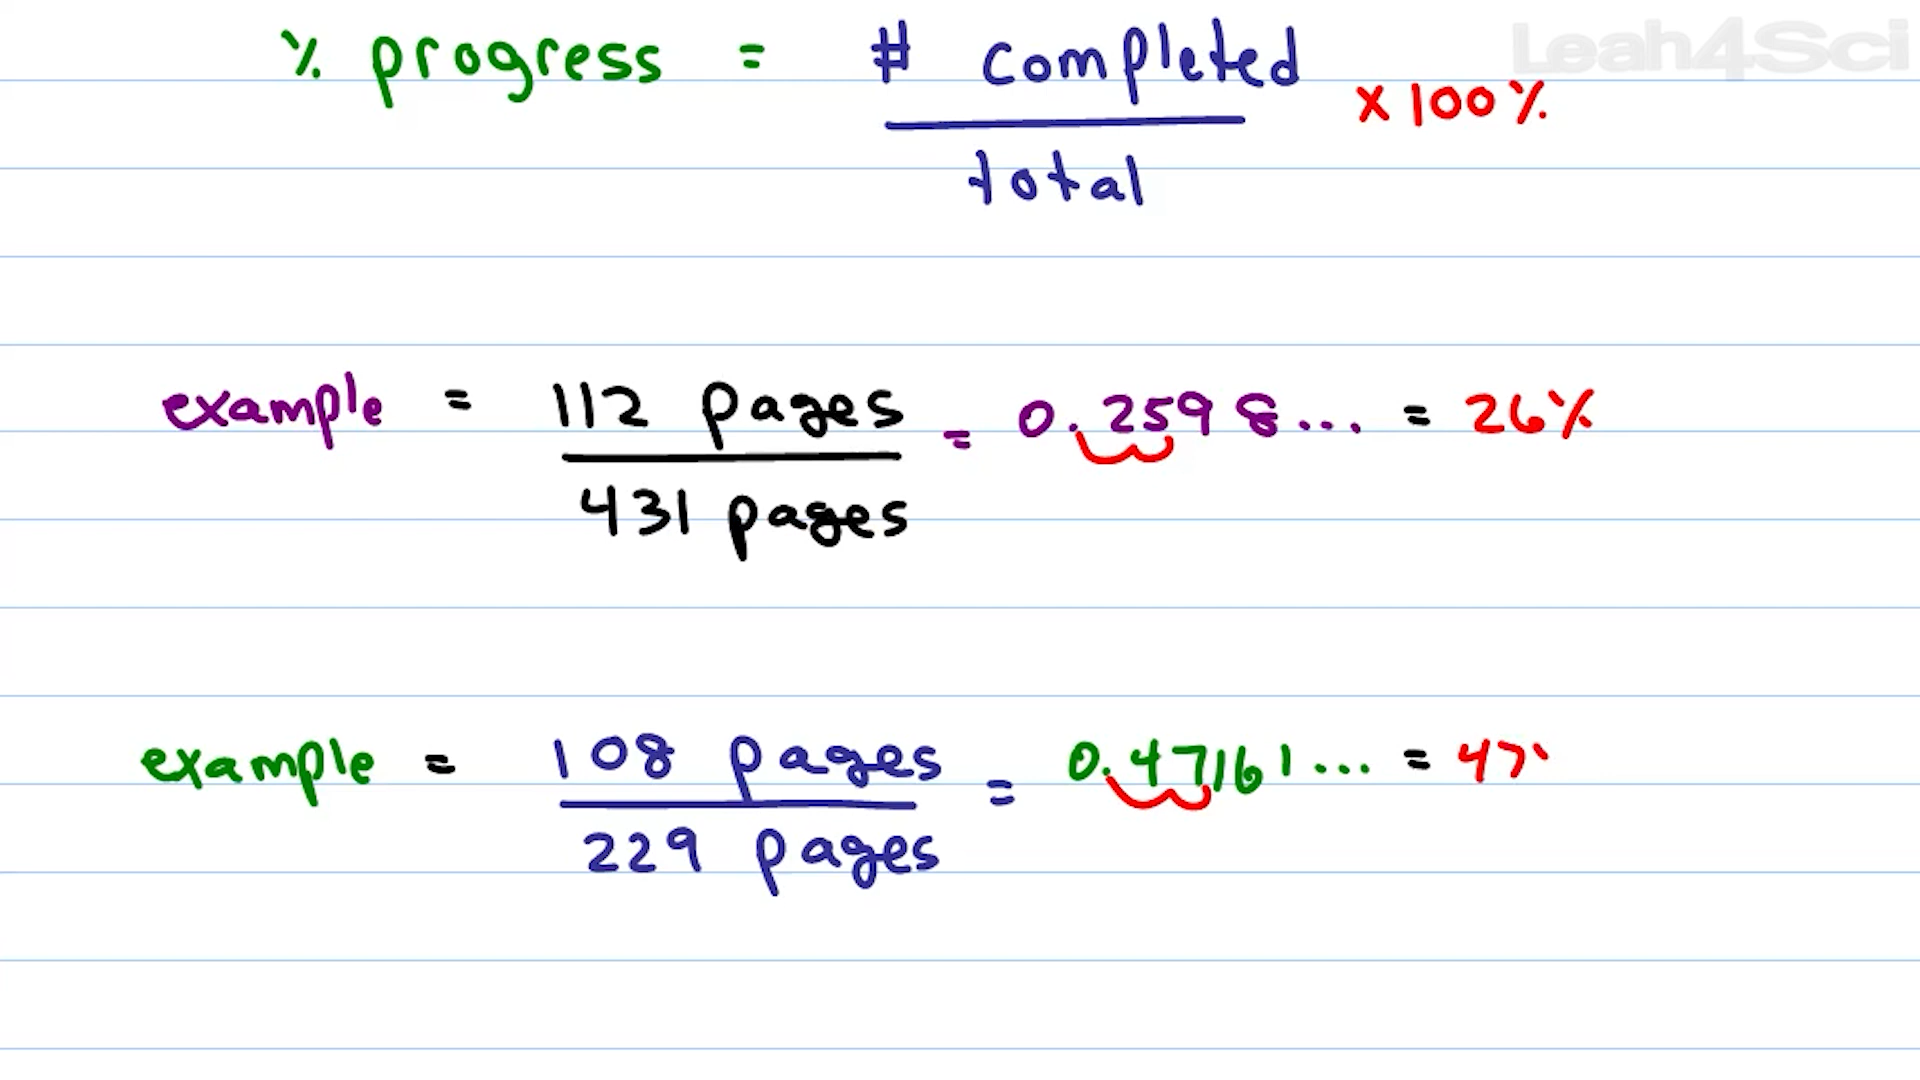 Leah4Sci
% progress = # completed
x 100%
total
example = 112 pages = 0.2598... = 26%
431 pages
example = 108 pages = 0.47161... = 47
229 pages